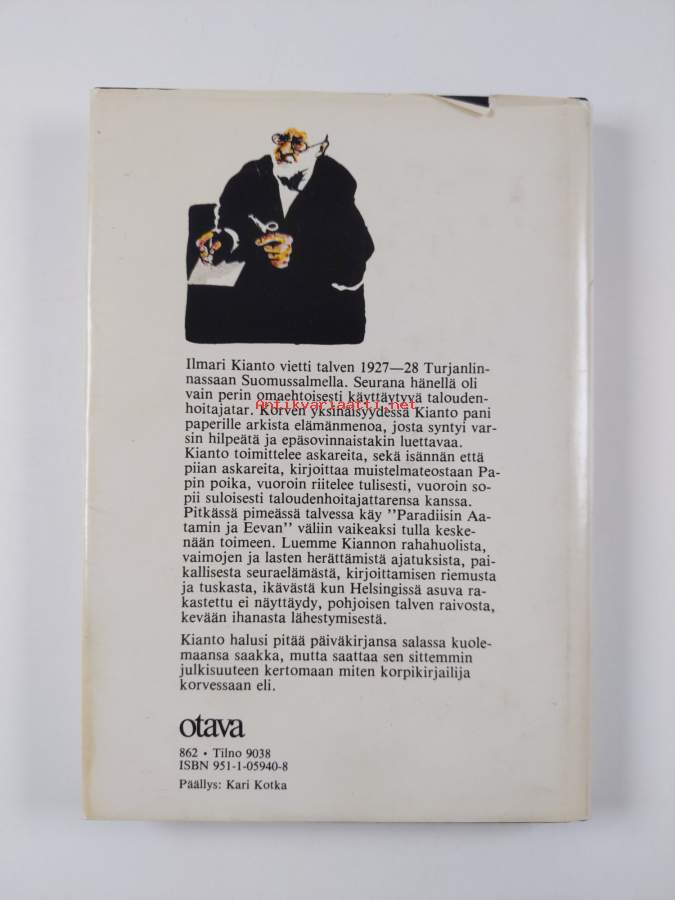 Ilmari Kianto vietti talven 1927—28 Turjanlin-
nassaan Suomussalmella. Seurana hänellä oli
vain perin omaehtoisesti käyttäytyvä talouden-
hoitajatar. Korven yksinäisyydessä Kianto pani
Antikvariaatti.net
paperille arkista elämänmenoa, josta syntyi var-
sin hilpeätä ja epäsovinnaistakin luettavaa.
Kianto toimittelee askareita, sekä isännän että
piian askareita, kirjoittaa muistelmateostaan Pa-
pin poika, vuoroin riitelee tulisesti, vuoroin so-
pii suloisesti taloudenhoitajattarensa kanssa.
Pitkässä pimeässä talvessa käy "Paradiisin Aa-
tamin ja Eevan" väliin vaikeaksi tulla keske-
nään toimeen. Luemme Kiannon rahahuolista,
vaimojen ja lasten herättämistä ajatuksista, pai-
kallisesta seuraelämästä, kirjoittamisen riemusta
ja tuskasta, ikävästä kun Helsingissä asuva ra-
kastettu ei näyttäydy, pohjoisen talven raivosta,
kevään ihanasta lähestymisestä.
Kianto halusi pitää päiväkirjansa salassa kuole-
maansa saakka, mutta saattaa sen sittemmin
julkisuuteen kertomaan miten korpikirjailija
korvessaan eli.
otava
862 • Tilno 9038
ISBN 951-1-05940-8
Päällys: Kari Kotka